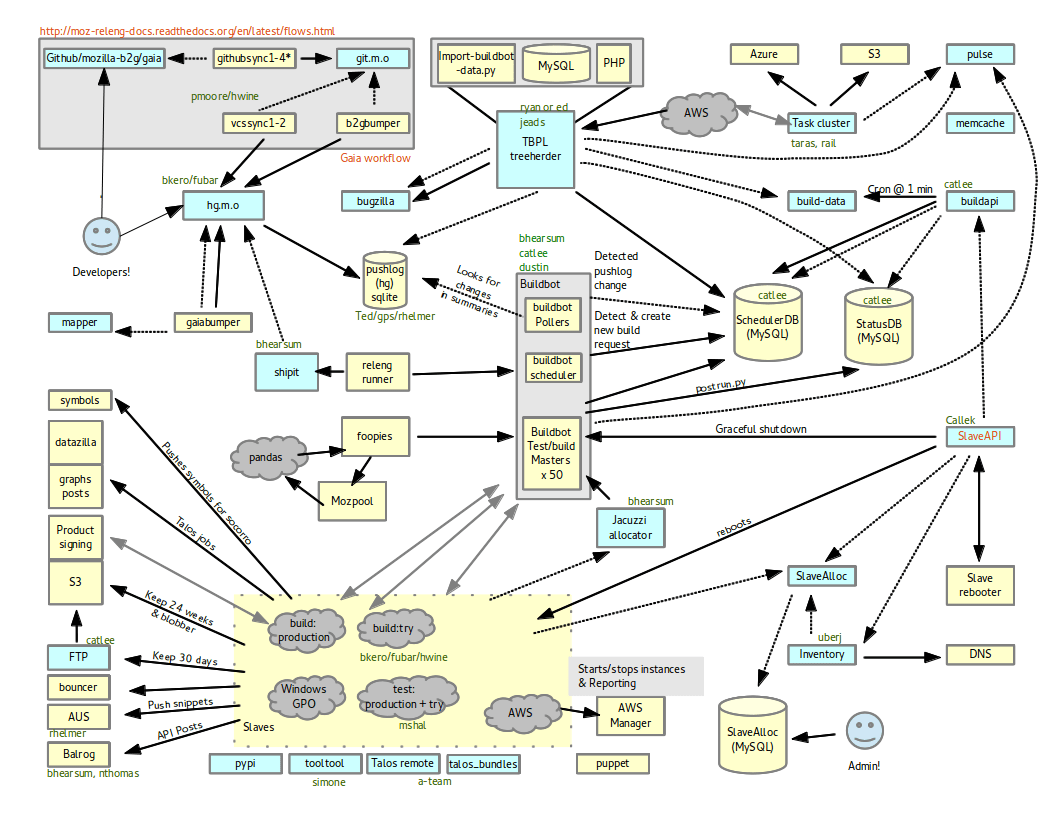 http://moz-releng-docs.readthedocs.org/en/latest/flows.html
Github/mozilla-b2g/gaia
githubsync1-4*
git.m.o
pmoore/hwine
vcssync1-2
b2gbumper
Gaia workflow
Import-buildbot
-data.py
MySQL
PHP
ryan or ed
jeads
TBPL
treeherder
AWS
Azure
S3
pulse
Task cluster
taras, rail
memcache
bkero/fubar
hg.m.o
bugzilla
build-data
Cron @ 1 min
catlee
buildapi
Developers!
pushlog
(hg)
sqlite
Ted/gps/rhelmer
Looks for
changes
in summaries
bhearsum
catlee
dustin
Buildbot
buildbot
Pollers
buildbot
scheduler
Buildbot
Test/build
Masters
x 50
Detected
pushlog
change
Detect & create
new build
request
catlee
SchedulerDB
(MySQL)
catlee
StatusDB
(MySQL)
mapper
gaiabumper
bhearsum
shipit
releng
runner
postrun.py
symbols
datazilla
graphs
posts
Product
signing
S3
Pushes symbols for socorro
Talos jobs
Keep 24 weeks
& blobber
pandas
foopies
Mozpool
Graceful shutdown
Callek
SlaveAPI
bhearsum
Jacuzzi
allocator
reboots
SlaveAlloc
Slave
rebooter
catlee
FTP
Keep 30 days
bouncer
Push snippets
AUS
rhelmer
API Posts
Balrog
bhearsum, nthomas
build:
production
build:try
bkero/fubar/hwine
Windows
GPO
test:
production + try
mshal
Slaves
AWS
Starts/stops instances
& Reporting
AWS
Manager
uberj
Inventory
DNS
SlaveAlloc
(MySQL)
Admin!
pypi
tooltool
simone
Talos remote
a-team
talos_bundles
puppet